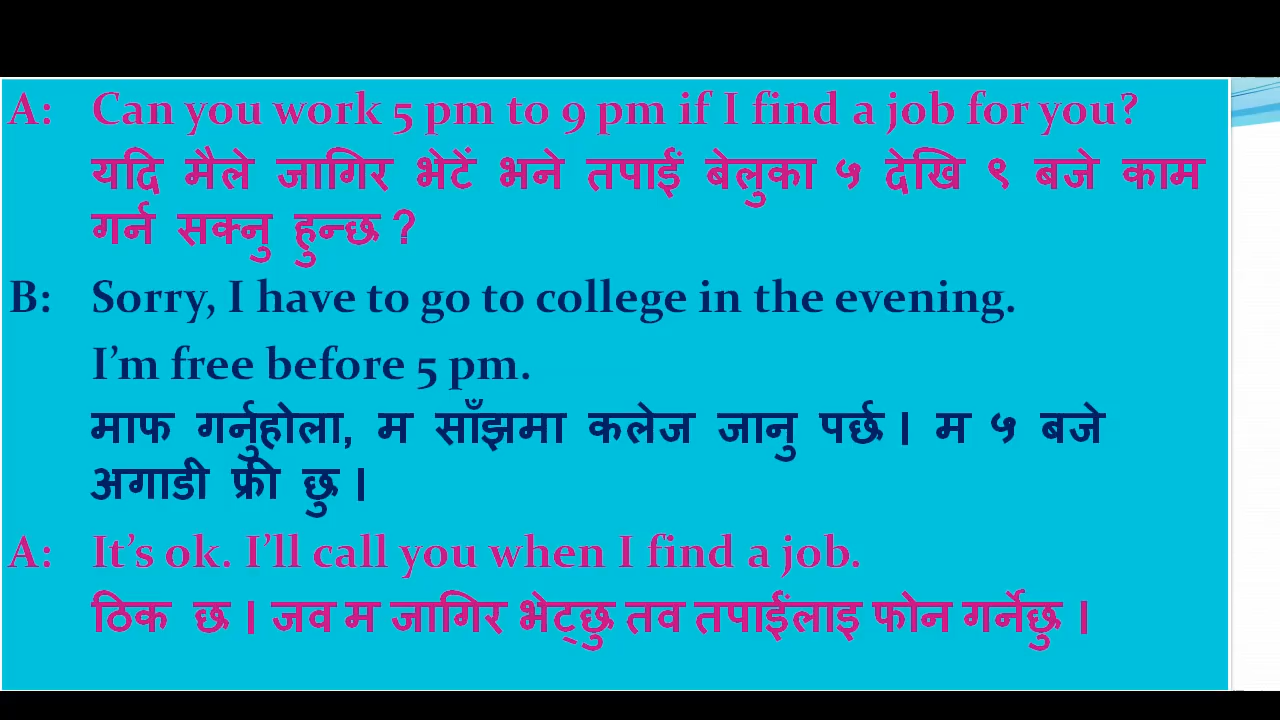 A: Can you work 5 pm to 9 pm if I find a job for you?
यदि मैले जागिर भेटें भने तपाईं बेलुका ५ देखि ९ बजे काम
गर्न सक्नु हुन्छ ?
B: Sorry, I have to go to college in the evening.
I’m free before 5 pm.
माफ गर्नुहोला, म साँझमा कलेज जानु पर्छ । म ५ बजे
अगाडी फ्री छु ।
A: It’s ok. I’ll call you when I find a job.
ठिक छ । जव म जागिर भेट्छु तव तपाईंलाइ फोन गर्नेछु ।